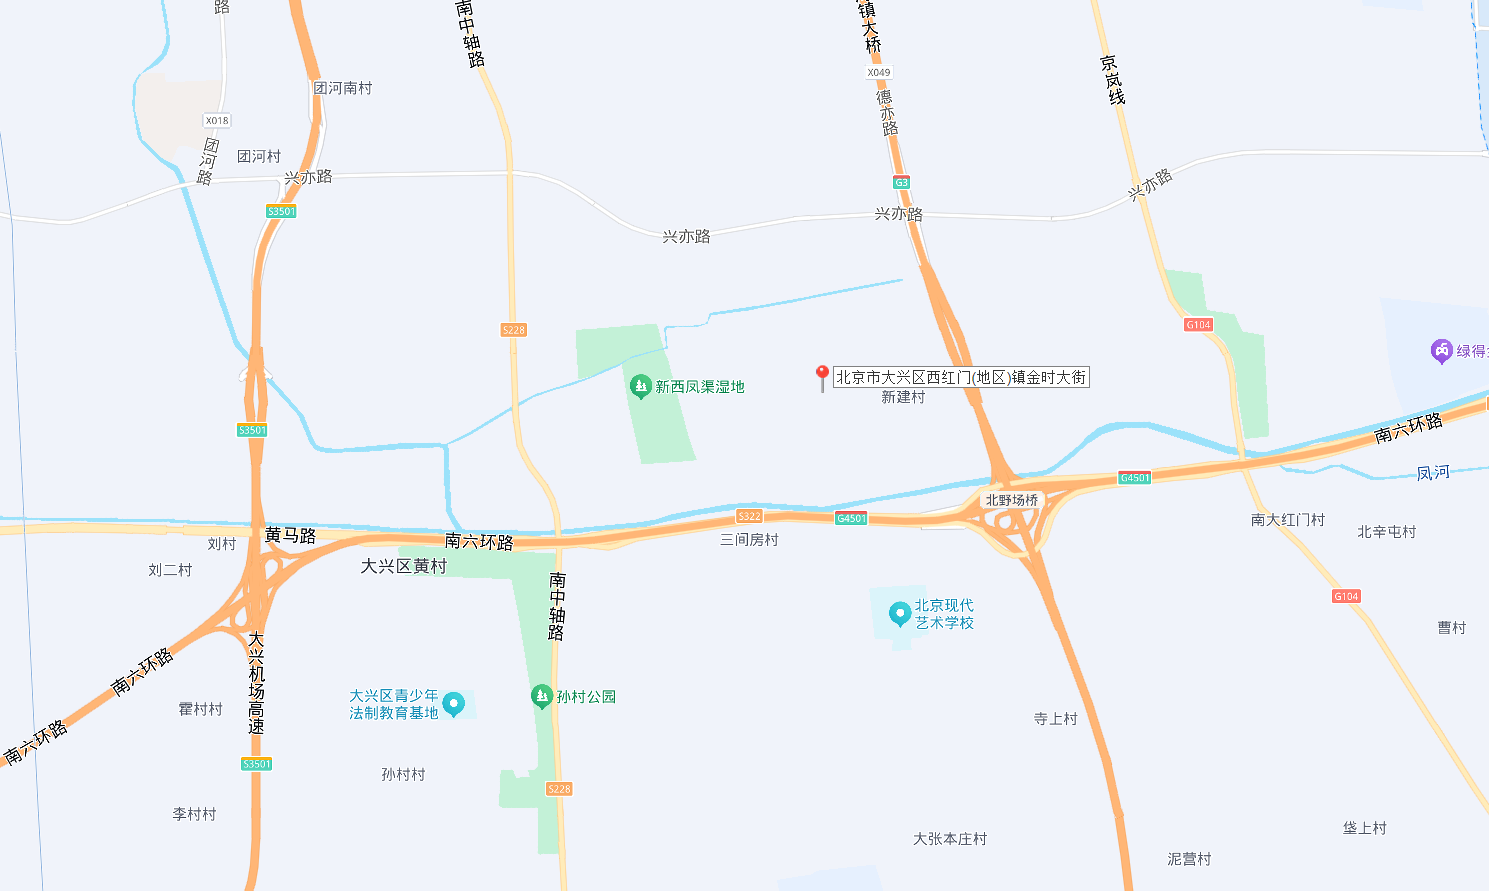 路
南中轴路
镇大桥
X049
京岚线
团河南村
德亦路
X018
团河路
团河村
兴亦路
G3
兴亦路
S3501
兴亦路
兴亦路
S228
G104
绿得
北京市大兴区西红门(地区)镇金时大街
新西凤渠湿地
新建村
S3501
南六环路
凤河
G4501
北野场桥
S322
G4501
南大红门村
北辛屯村
黄马路
南六环路
三间房村
刘村
大兴区黄村
刘二村
南中轴路
G104
北京现代
艺术学校
曹村
大兴机场高速
南六环路
大兴区青少年
法制教育基地
孙村公园
霍村村
寺上村
南六环路
S3501
孙村村
S228
李村村
垡上村
大张本庄村
泥营村